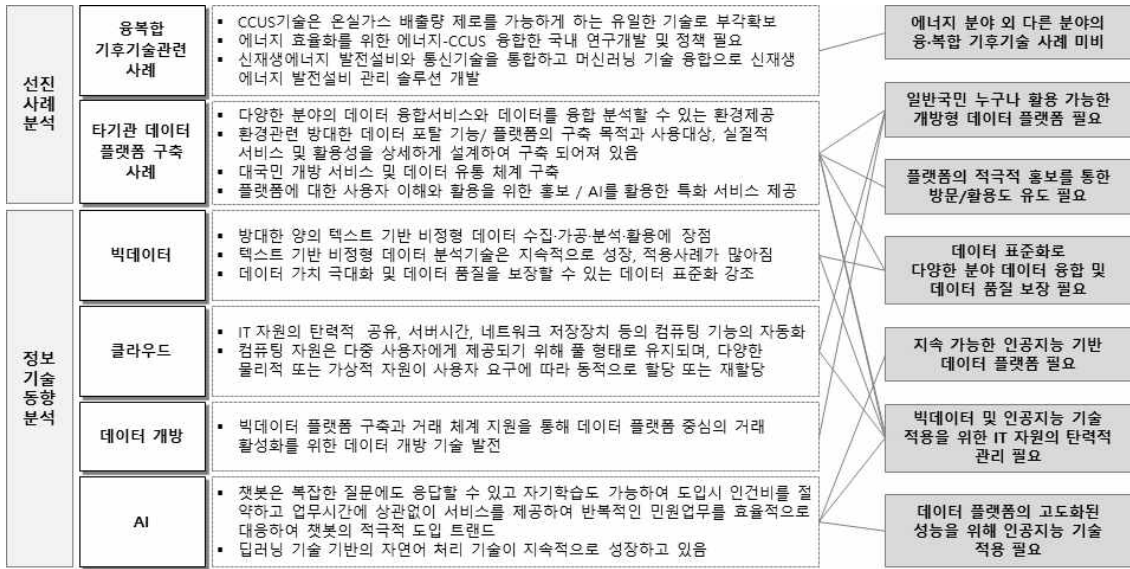 선진
사례
분석
융복합
기후기술관련
사례
▪ CCUS기술은 온실가스 배출량 제로를 가능하게 하는 유일한 기술로 부각확보
▪ 에너지 효율화를 위한 에너지-CCUS 융합한 국내 연구개발 및 정책 필요
▪ 신재생에너지 발전설비와 통신기술을 통합하고 머신러닝 기술 융합으로 신재생
에너지 발전설비 관리 솔루션 개발
타기관 데이터
플랫폼 구축
사례
▪ 다양한 분야의 데이터 융합서비스와 데이터를 융합 분석할 수 있는 환경제공
▪ 환경관련 방대한 데이터 포탈 기능/ 플랫폼의 구축 목적과 사용대상, 실질적
서비스 및 활용성을 상세하게 설계하여 구축 되어져 있음
▪ 대국민 개방 서비스 및 데이터 유통 체계 구축
▪ 플랫폼에 대한 사용자 이해와 활용을 위한 홍보 / AI를 활용한 특화 서비스 제공
정보
기술
동향
분석
빅데이터
▪ 방대한 양의 텍스트 기반 비정형 데이터 수집·가공·분석·활용에 장점
▪ 텍스트 기반 비정형 데이터 분석기술은 지속적으로 성장, 적용사례가 많아짐
▪ 데이터 가치 극대화 및 데이터 품질을 보장할 수 있는 데이터 표준화 강조
클라우드
▪ IT 자원의 탄력적 공유, 서버시간, 네트워크 저장장치 등의 컴퓨팅 기능의 자동화
▪ 컴퓨팅 자원은 다중 사용자에게 제공되기 위해 풀 형태로 유지되며, 다양한
물리적 또는 가상적 자원이 사용자 요구에 따라 동적으로 할당 또는 재할당
데이터 개방
▪ 빅데이터 플랫폼 구축과 거래 체계 지원을 통해 데이터 플랫폼 중심의 거래
활성화를 위한 데이터 개방 기술 발전
AI
▪ 챗봇은 복잡한 질문에도 응답할 수 있고 자기학습도 가능하여 도입시 인건비를 절
약하고 업무시간에 상관없이 서비스를 제공하여 반복적인 민원업무를 효율적으로
대응하여 챗봇의 적극적 도입 트랜드
▪ 딥러닝 기술 기반의 자연어 처리 기술이 지속적으로 성장하고 있음
에너지 분야 외 다른 분야의
융·복합 기후기술 사례 미비
일반국민 누구나 활용 가능한
개방형 데이터 플랫폼 필요
플랫폼의 적극적 홍보를 통한
방문/활용도 유도 필요
데이터 표준화로
다양한 분야 데이터 융합 및
데이터 품질 보장 필요
지속 가능한 인공지능 기반
데이터 플랫폼 필요
빅데이터 및 인공지능 기술
적용을 위한 IT 자원의 탄력적
관리 필요
데이터 플랫폼의 고도화된
성능을 위해 인공지능 기술
적용 필요